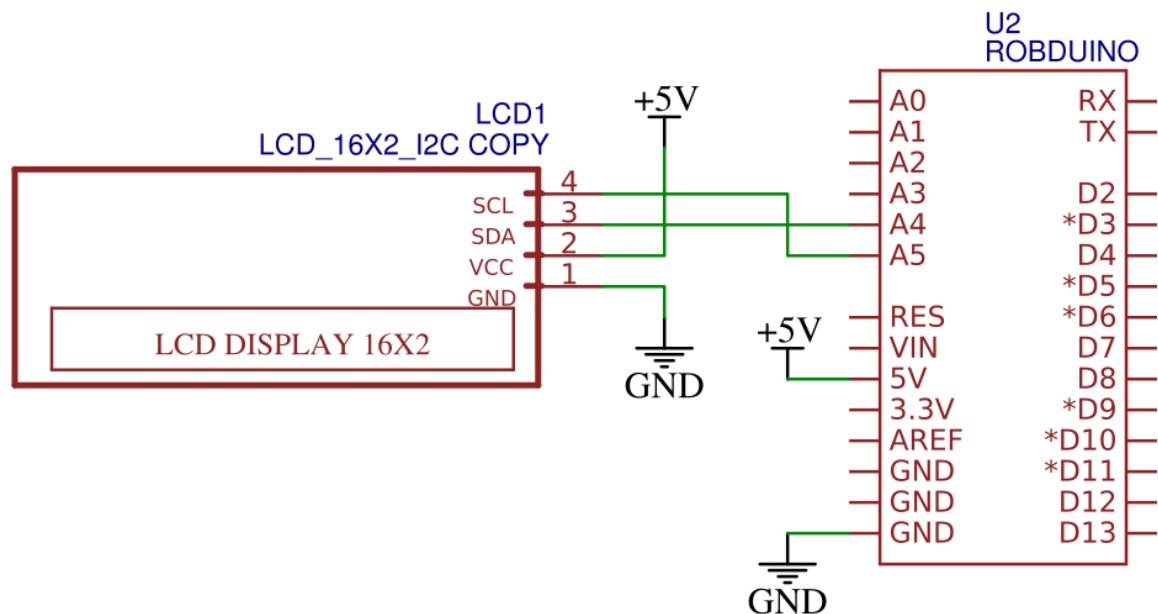 U2
ROBDUINO
LCD1
LCD_16X2_I2C COPY
+5V
4
SCL
3
SDA
2
VCC
1
GND
LCD DISPLAY 16X2
GND
+5V
GND
A0 RX
A1 TX
A2
A3 D2
A4 *D3
A5 D4
*D5
RES *D6
VIN D7
5V D8
3.3V *D9
AREF *D10
GND *D11
GND D12
GND D13